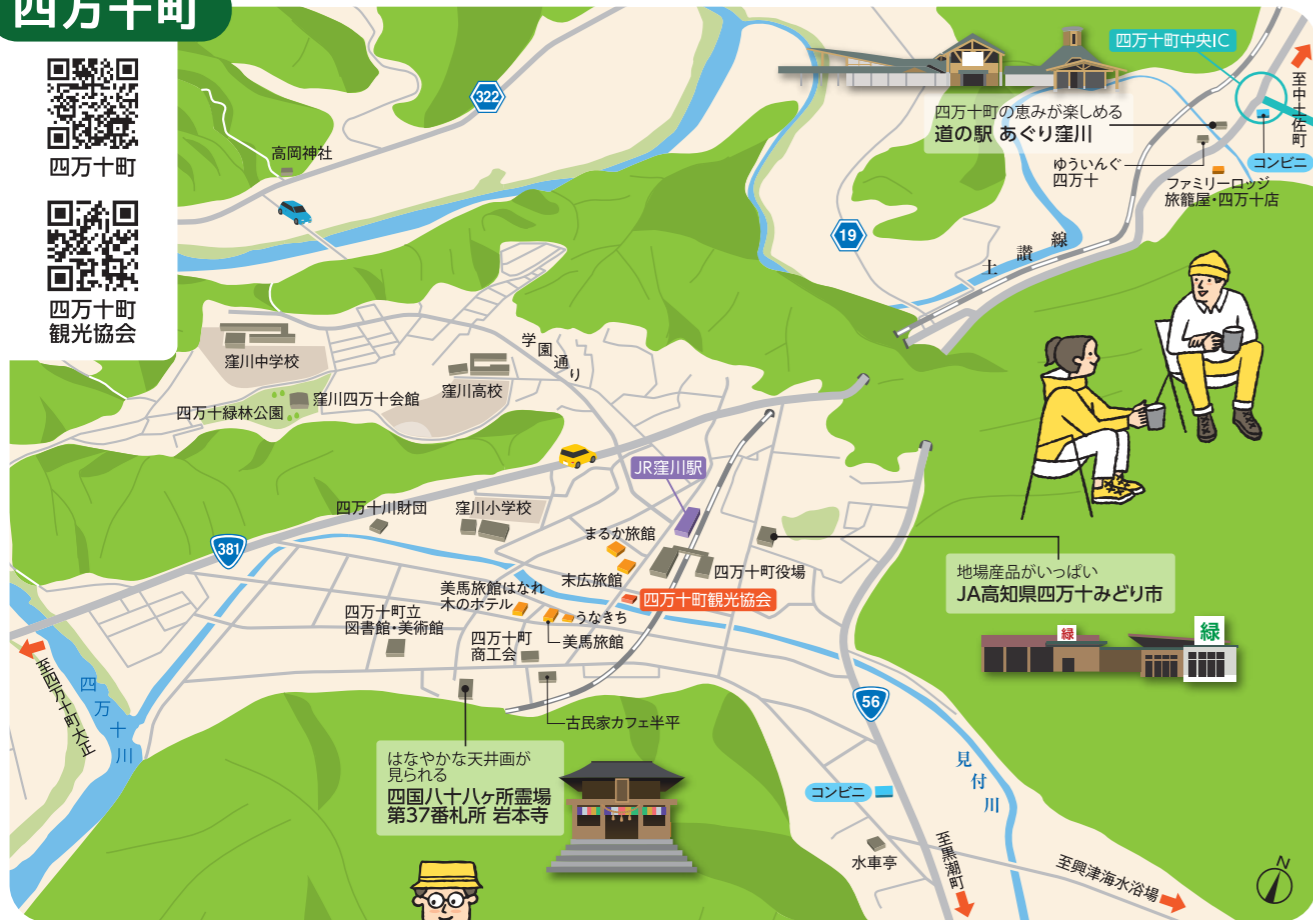 四万十町
四万十町
四万十町
観光協会
322
高岡神社
四万十町中央IC
至中土佐町
四万十町の恵みが楽しめる
道の駅 あぐり窪川
ゆういんぐ
四万十
コンビニ
ファミリーロッジ
旅籠屋・四万十店
19
土讃線
窪川中学校
学園通り
窪川高校
窪川四万十会館
四万十緑林公園
JR窪川駅
四万十川財団
窪川小学校
381
まるか旅館
末広旅館
四万十町役場
地場産品がいっぱい
JA高知県四万十みどり市
緑
緑
美馬旅館はなれ
木のホテル
四万十町観光協会
うなきち
美馬旅館
四万十町立
図書館・美術館
四万十町
商工会
至四万十町大正
四万十川
古民家カフェ半平
56
はなやかな天井画が
見られる
四国八十八ヶ所霊場
第37番札所 岩本寺
見付川
コンビニ
水車亭
至黒潮町
至興津海水浴場
N